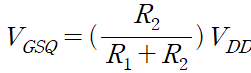 V_GSQ = ( R_2 / (R_1 + R_2) ) V_DD